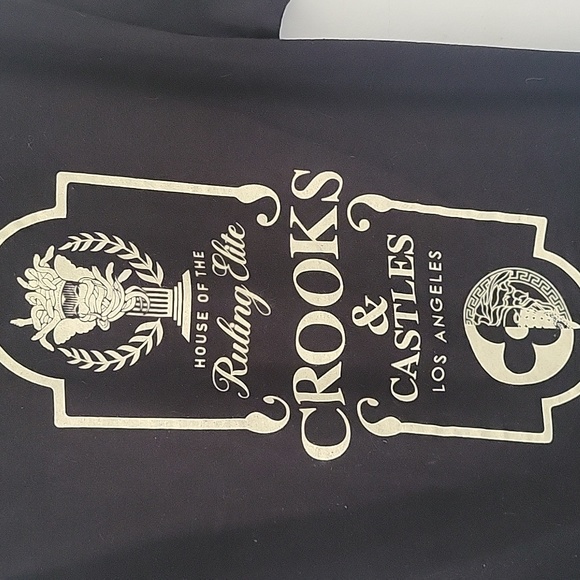 HOUSE OF THE
Ruling Elite
CROOKS
&
CASTLES
LOS ANGELES